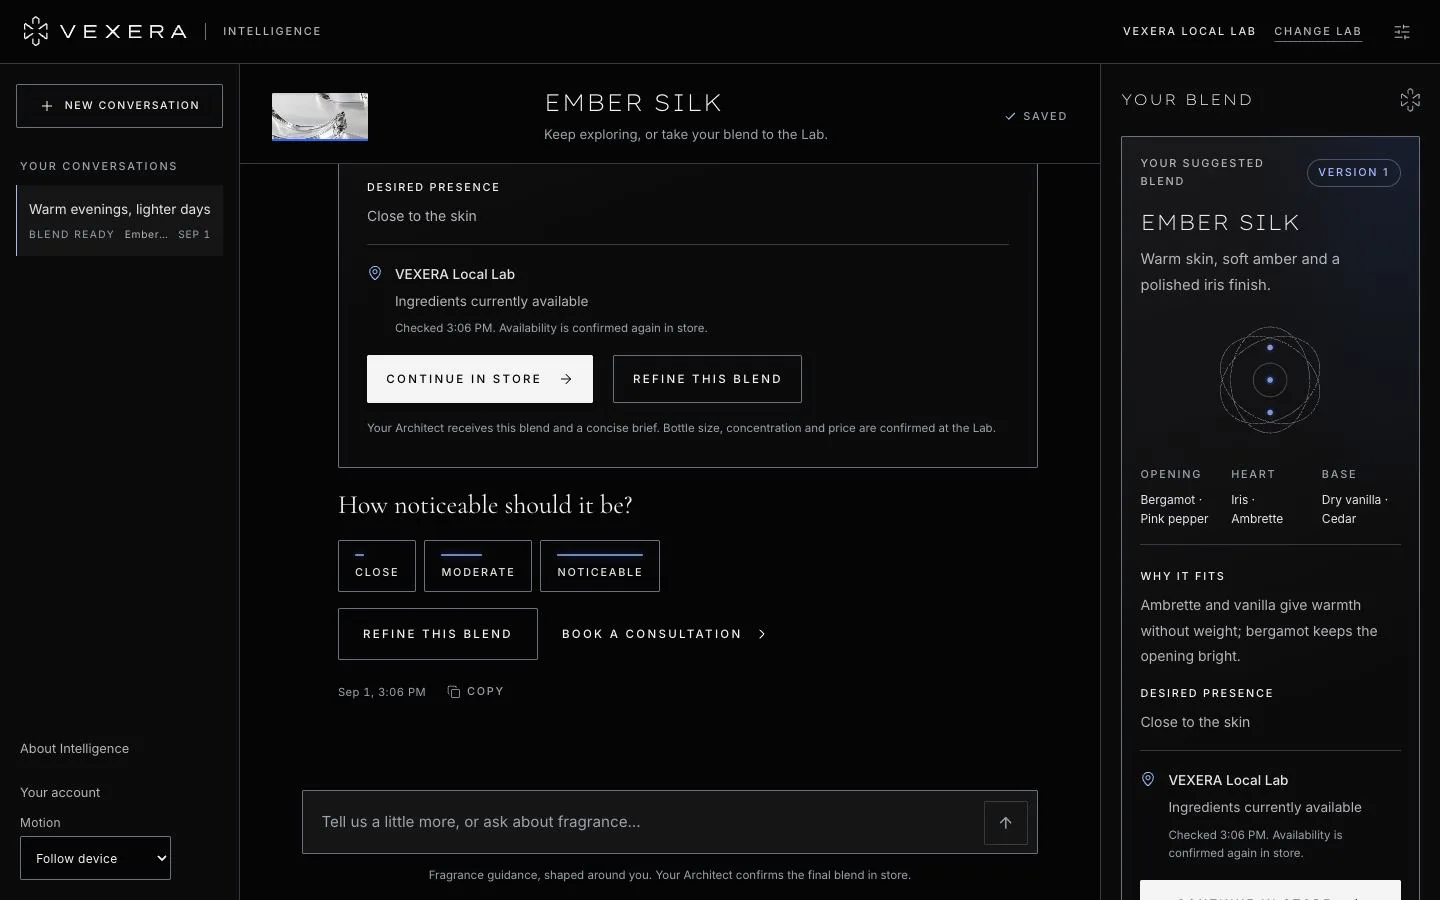 VEXERA
INTELLIGENCE
VEXERA LOCAL LAB
CHANGE LAB
NEW CONVERSATION
YOUR CONVERSATIONS
Warm evenings, lighter days
BLEND READY Ember... SEP 1
About Intelligence
Your account
Motion
Follow device
EMBER SILK
Keep exploring, or take your blend to the Lab.
SAVED
DESIRED PRESENCE
Close to the skin
VEXERA Local Lab
Ingredients currently available
Checked 3:06 PM. Availability is confirmed again in store.
CONTINUE IN STORE
REFINE THIS BLEND
Your Architect receives this blend and a concise brief. Bottle size, concentration and price are confirmed at the Lab.
How noticeable should it be?
CLOSE
MODERATE
NOTICEABLE
REFINE THIS BLEND
BOOK A CONSULTATION
Sep 1, 3:06 PM
COPY
Tell us a little more, or ask about fragrance...
Fragrance guidance, shaped around you. Your Architect confirms the final blend in store.
YOUR BLEND
YOUR SUGGESTED
BLEND
VERSION 1
EMBER SILK
Warm skin, soft amber and a
polished iris finish.
OPENING
Bergamot ·
Pink pepper
HEART
Iris ·
Ambrette
BASE
Dry vanilla ·
Cedar
WHY IT FITS
Ambrette and vanilla give warmth
without weight; bergamot keeps the
opening bright.
DESIRED PRESENCE
Close to the skin
VEXERA Local Lab
Ingredients currently available
Checked 3:06 PM. Availability is
confirmed again in store.